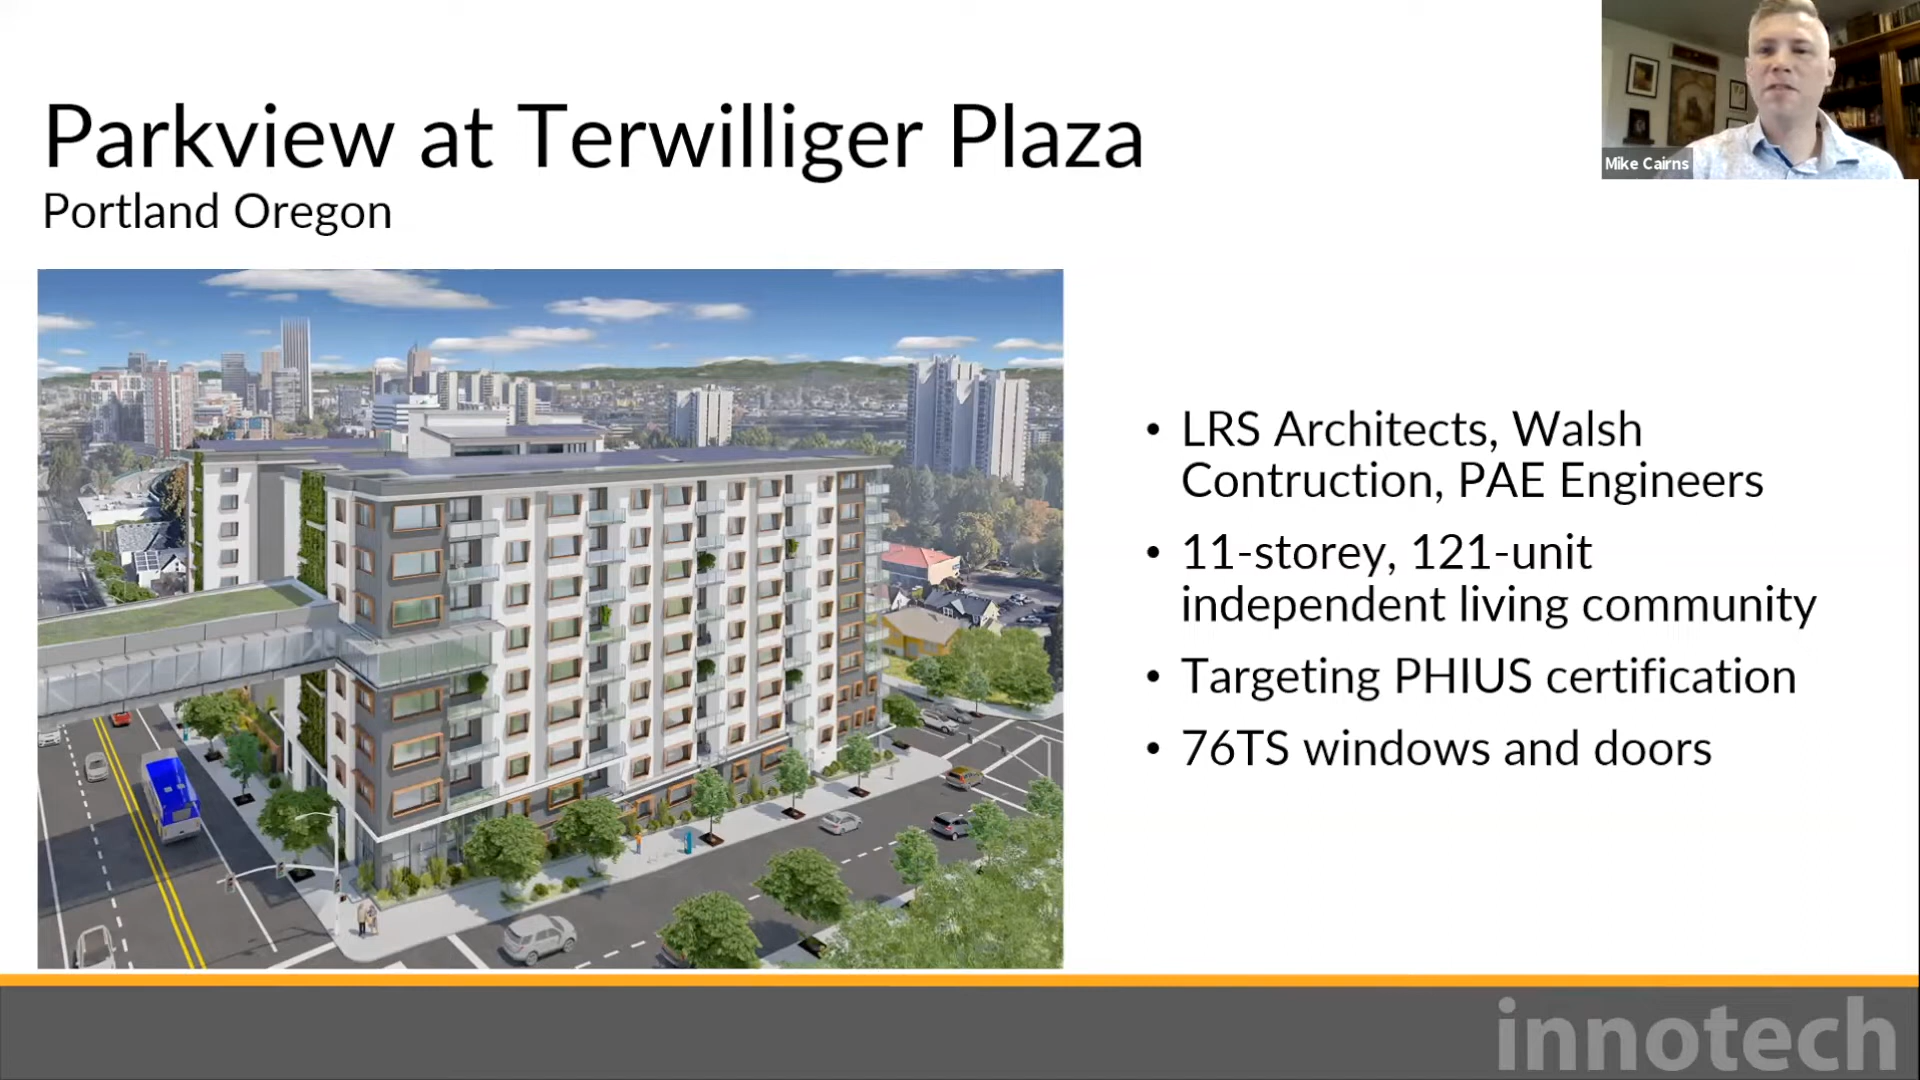 Parkview at Terwilliger Plaza
Portland Oregon
Mike Cairns
• LRS Architects, Walsh
Contruction, PAE Engineers
• 11-storey, 121-unit
independent living community
• Targeting PHIUS certification
• 76TS windows and doors
innotech